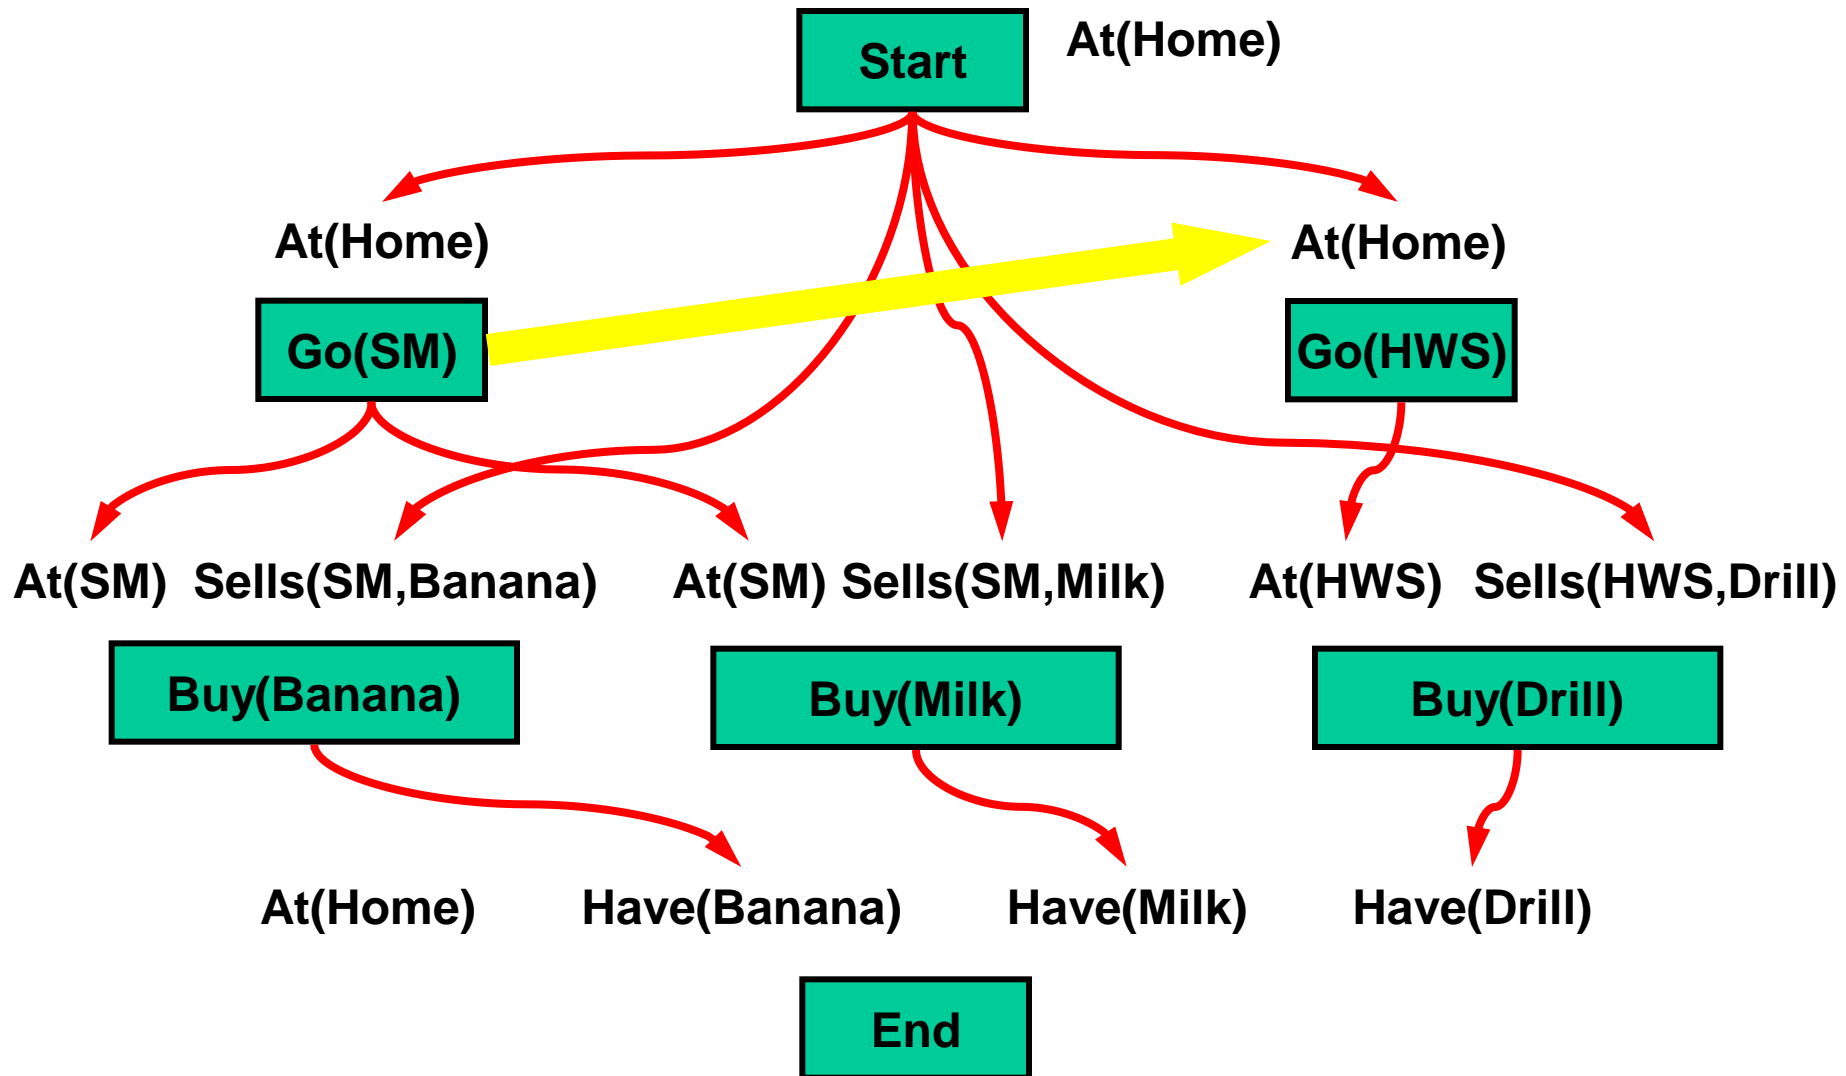 Start
At(Home)
At(Home)
At(Home)
Go(SM)
Go(HWS)
At(SM) Sells(SM,Banana) At(SM) Sells(SM,Milk) At(HWS) Sells(HWS,Drill)
Buy(Banana)
Buy(Milk)
Buy(Drill)
At(Home) Have(Banana) Have(Milk) Have(Drill)
End